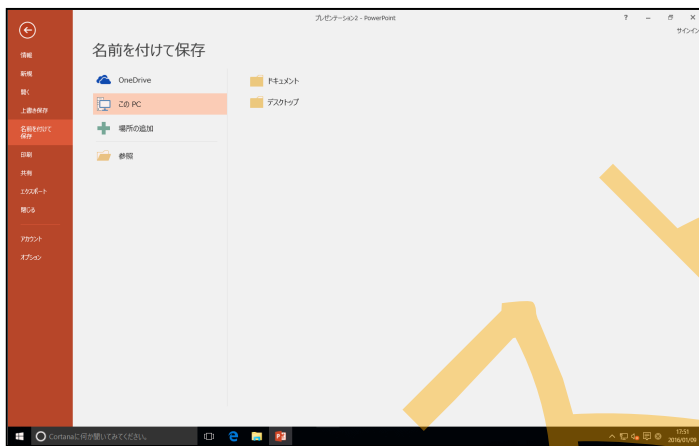 プレゼンテーション2 - PowerPoint
?
サインイン
名前を付けて保存
情報
新規
開く
上書き保存
名前を付けて
保存
印刷
共有
エクスポート
閉じる
アカウント
オプション
OneDrive
この PC
場所の追加
参照
ドキュメント
デスクトップ
Cortanaに何か聞いてみてください。
17:51